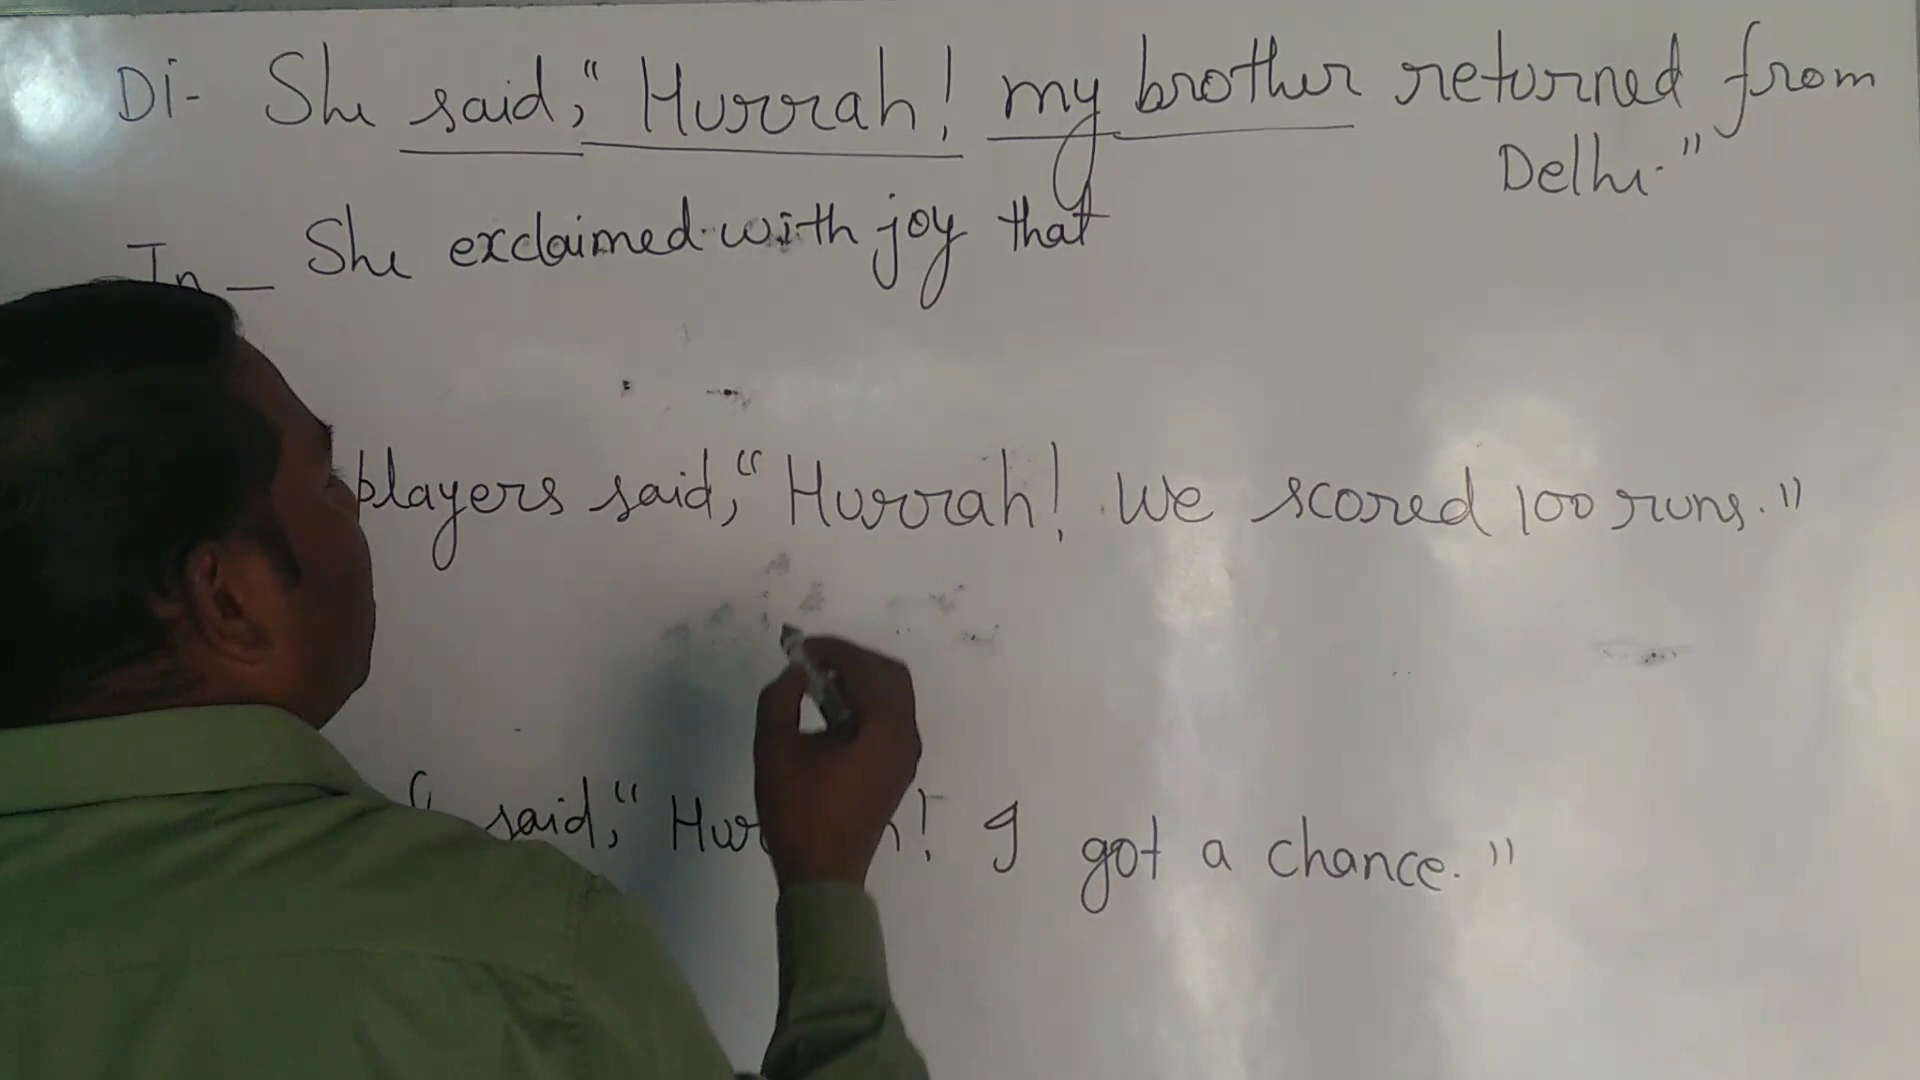 Di- She said, " Hurrah! my brother returned from
Delhi."
In _ She exclaimed with joy that
players said, " Hurrah! We scored 100 runs."
said, " ! I got a chance."